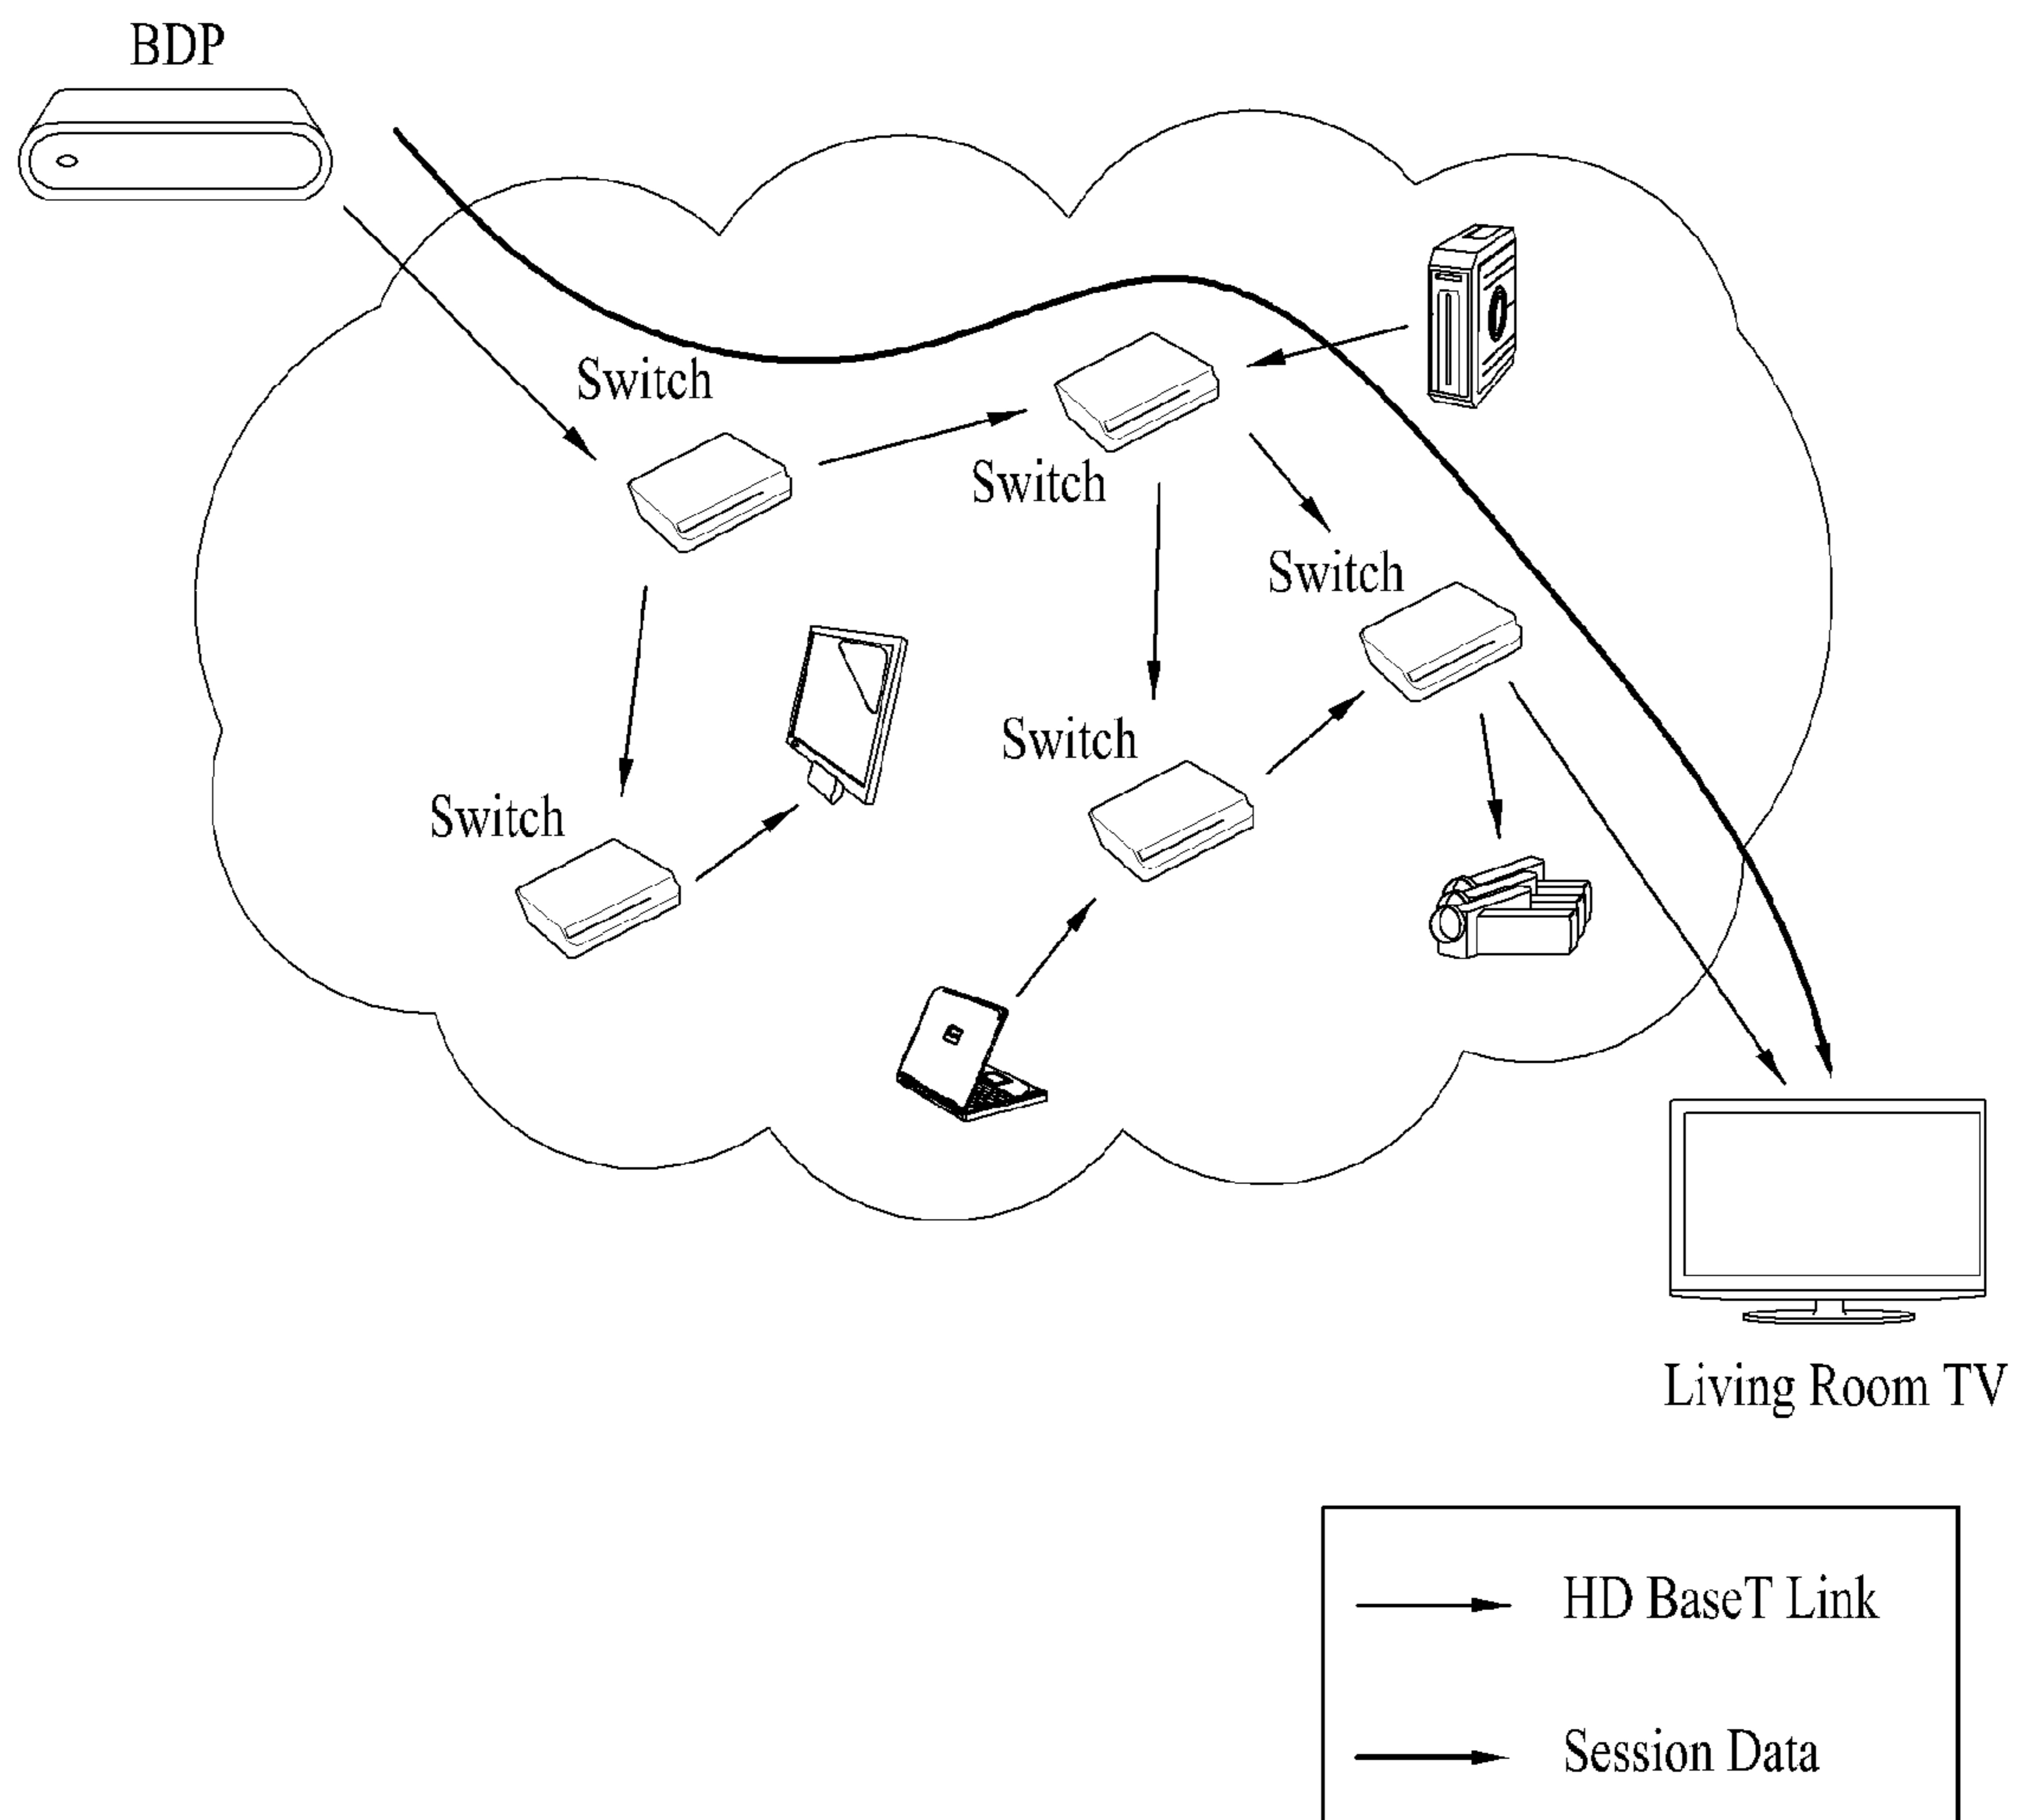 BDP
Switch
Switch
Switch
Switch
Switch
Living Room TV
HD BaseT Link
Session Data